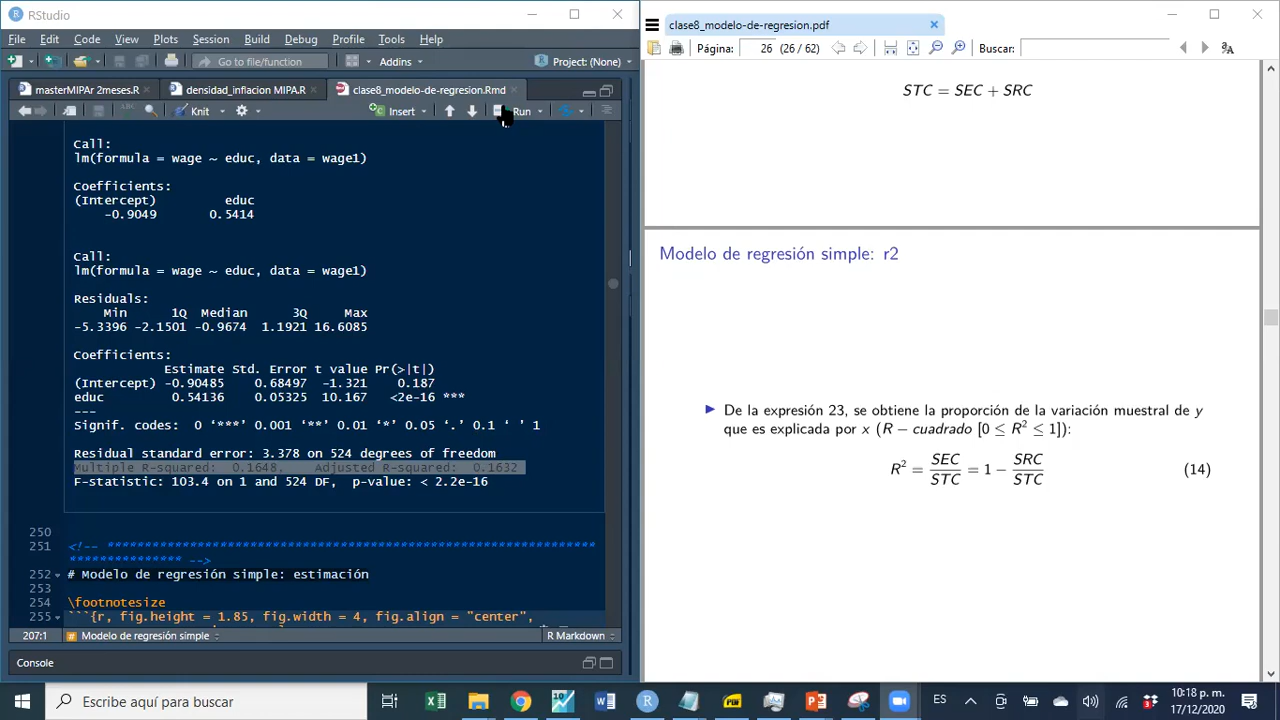 RStudio
File Edit Code View Plots Session Build Debug Profile Tools Help
Go to file/function Addins Project: (None)
masterMIPAr 2meses.R densidad_inflacion MIPA.R clase8_modelo-de-regresion.Rmd
Knit Insert Run
Call:
lm(formula = wage ~ educ, data = wage1)
Coefficients:
(Intercept) educ
-0.9049 0.5414
Call:
lm(formula = wage ~ educ, data = wage1)
Residuals:
Min 1Q Median 3Q Max
-5.3396 -2.1501 -0.9674 1.1921 16.6085
Coefficients:
Estimate Std. Error t value Pr(>|t|)
(Intercept) -0.90485 0.68497 -1.321 0.187
educ 0.54136 0.05325 10.167 <2e-16 ***
---
Signif. codes: 0 ‘***’ 0.001 ‘**’ 0.01 ‘*’ 0.05 ‘.’ 0.1 ‘ ’ 1
Residual standard error: 3.378 on 524 degrees of freedom
Multiple R-squared: 0.1648, Adjusted R-squared: 0.1632
F-statistic: 103.4 on 1 and 524 DF, p-value: < 2.2e-16
250
251 <!-- *********************************************************************
*************** -->
252 # Modelo de regresión simple: estimación
253
254 \footnotesize
255 ```{r, fig.height = 1.85, fig.width = 4, fig.align = "center",
207:1 # Modelo de regresión simple R Markdown
Console
clase8_modelo-de-regresion.pdf
Página: 26 (26 / 62) Buscar:
STC = SEC + SRC
Modelo de regresión simple: r2
▶ De la expresión 23, se obtiene la proporción de la variación muestral de y
que es explicada por x (R − cuadrado [0 ≤ R² ≤ 1]):
R² = SEC/STC = 1 − SRC/STC (14)
Escribe aquí para buscar
ES
10:18 p. m.
17/12/2020